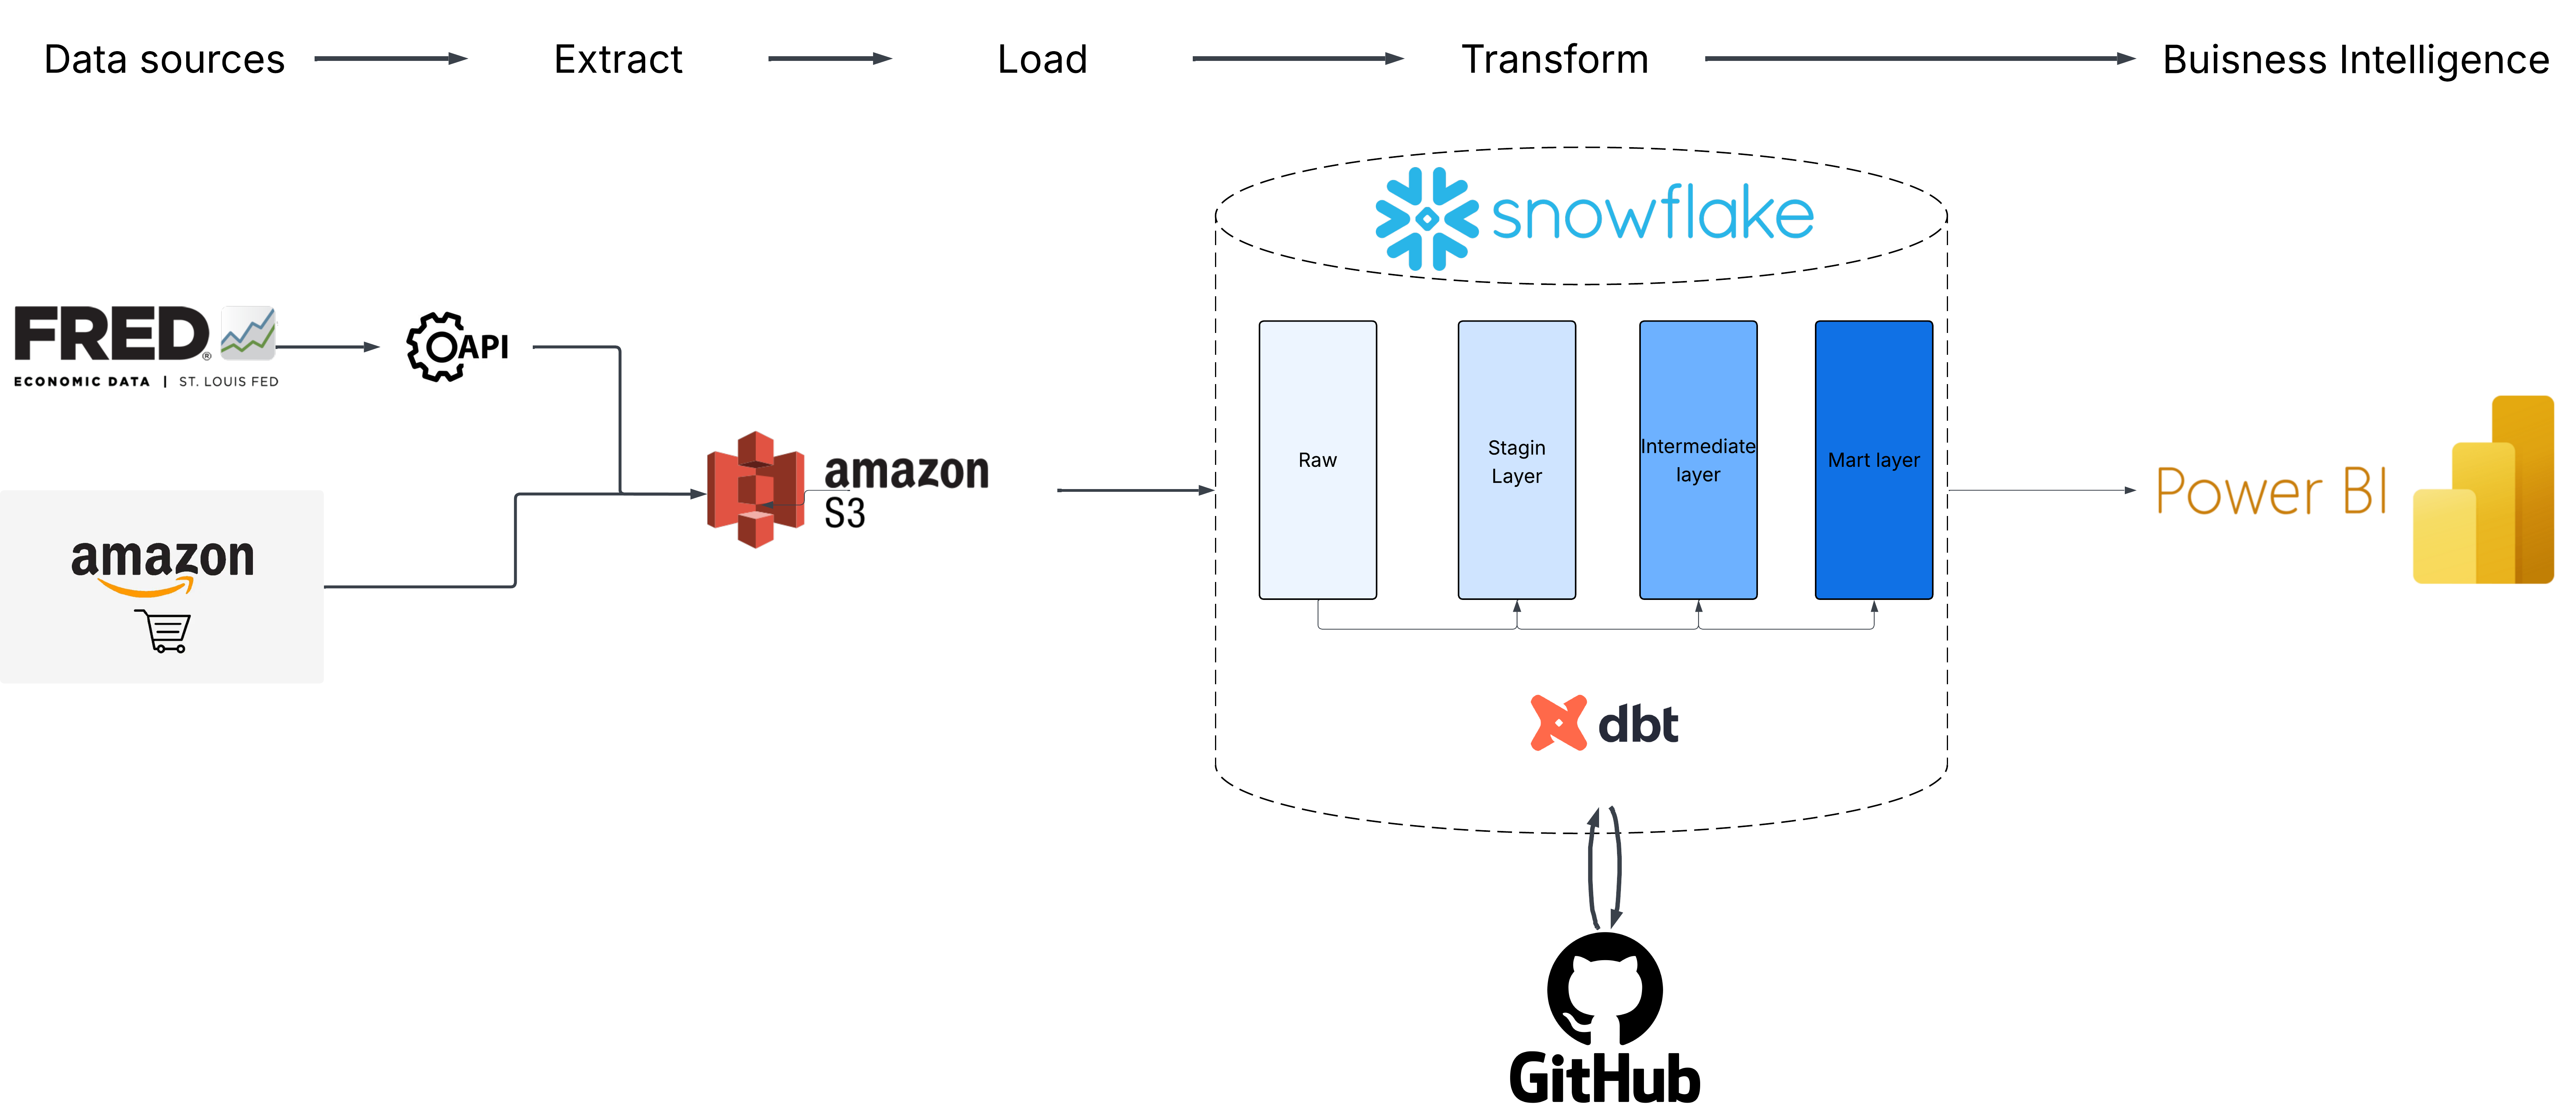 Data sources
Extract
Load
Transform
Buisness Intelligence
snowflake
FRED®
ECONOMIC DATA | ST. LOUIS FED
API
amazon
S3
amazon
Raw
Stagin
Layer
Intermediate
layer
Mart layer
Power BI
dbt
GitHub